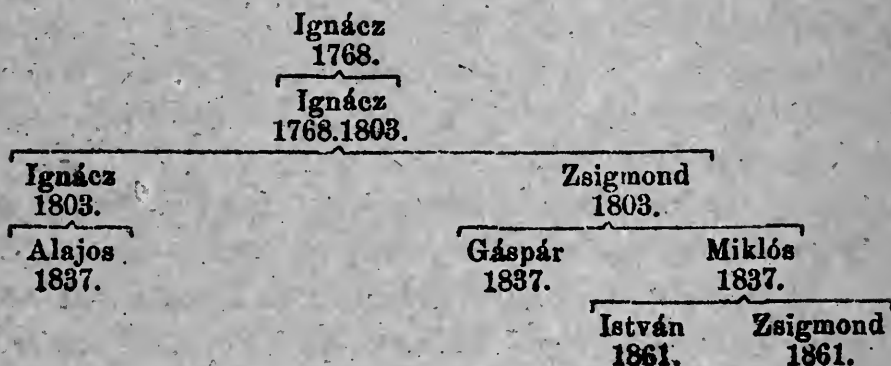 Ignácz
1768.
Ignácz
1768.1803.
Ignácz Zsigmond
1803. 1803.
Alajos Gáspár Miklós
1837. 1837. 1837.
István Zsigmond
1861. 1861.